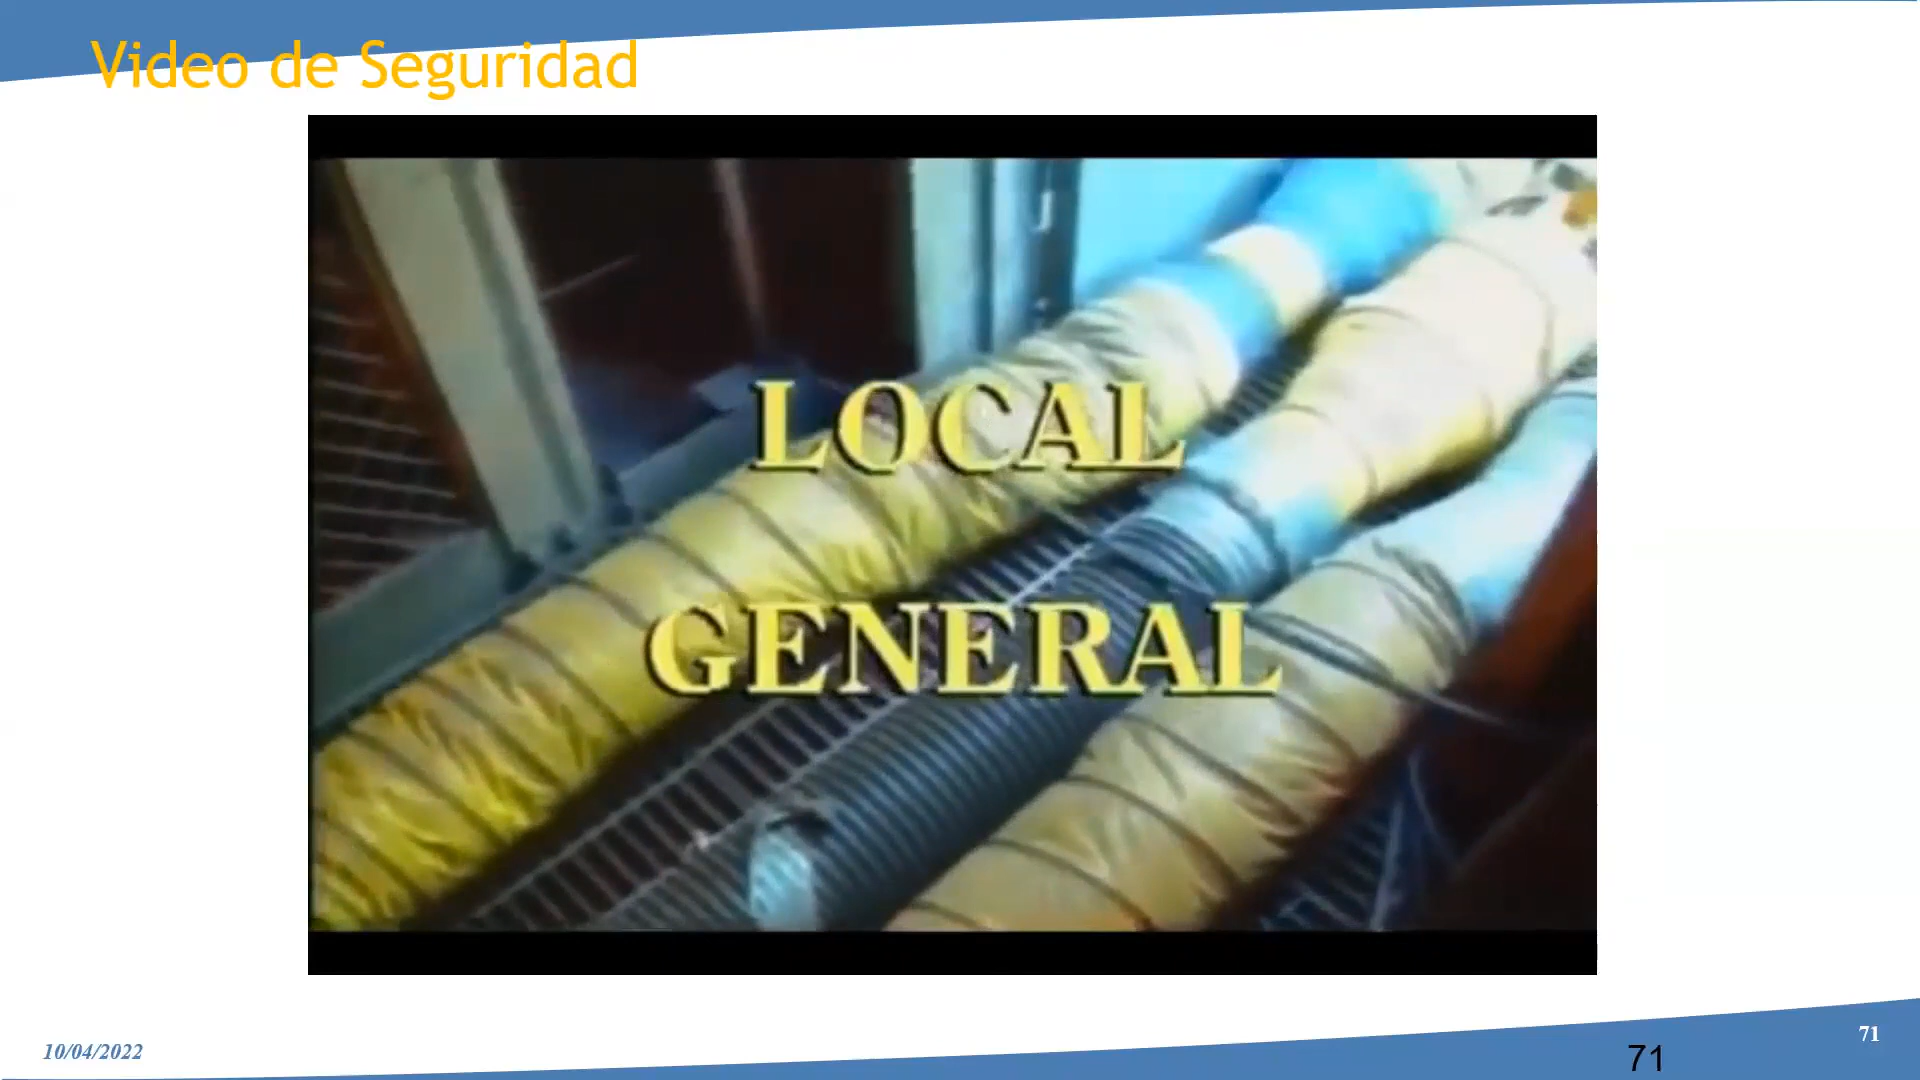 Video de Seguridad
LOCAL
GENERAL
10/04/2022
71
71